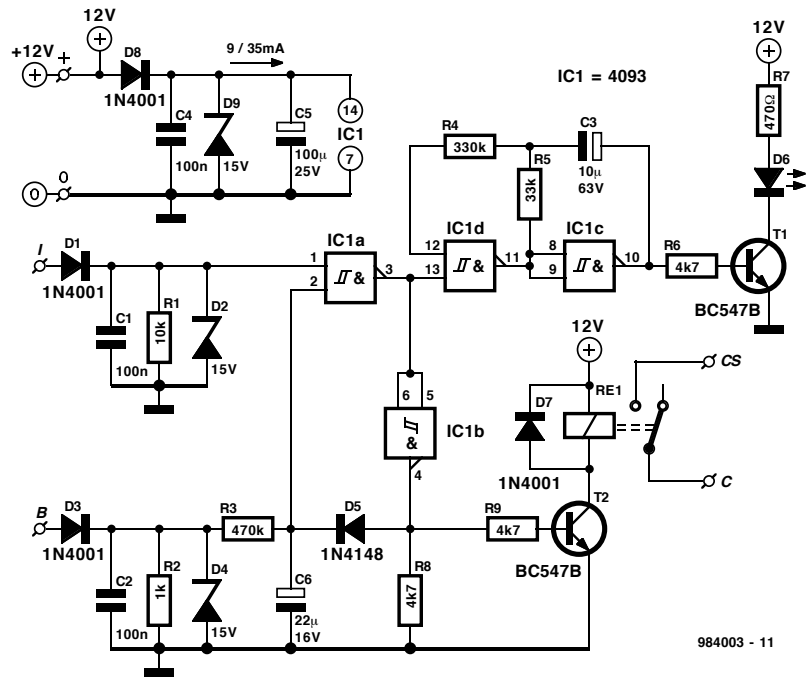 12V
+12V
+
D8
1N4001
9 / 35mA
C4
100n
D9
15V
C5
100µ
25V
14
IC1
7
0
0
IC1 = 4093
12V
R7
470Ω
D6
T1
BC547B
R4
330k
C3
10µ
63V
R5
33k
I
D1
1N4001
C1
100n
R1
10k
D2
15V
IC1a
1
2
&
3
IC1d
12
13
&
11
IC1c
8
9
&
10
R6
4k7
6
5
IC1b
&
4
12V
D7
1N4001
RE1
CS
C
B
D3
1N4001
C2
100n
R2
1k
D4
15V
R3
470k
C6
22µ
16V
D5
1N4148
R8
4k7
R9
4k7
T2
BC547B
984003 - 11